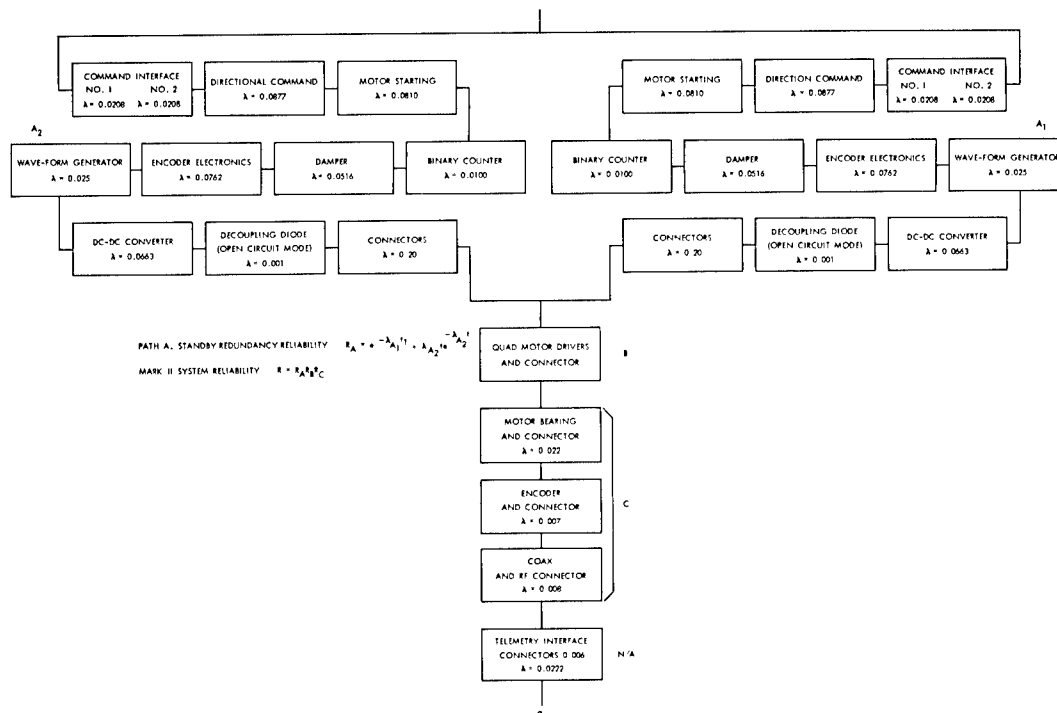 COMMAND INTERFACE
NO. 1 NO. 2
λ = 0.0208 λ = 0.0208
DIRECTIONAL COMMAND
λ = 0.0877
MOTOR STARTING
λ = 0.0810
MOTOR STARTING
λ = 0.0810
DIRECTION COMMAND
λ = 0.0877
COMMAND INTERFACE
NO. 1 NO. 2
λ = 0.0208 λ = 0.0208
A2
A1
WAVE-FORM GENERATOR
λ = 0.025
ENCODER ELECTRONICS
λ = 0.0762
DAMPER
λ = 0.0516
BINARY COUNTER
λ = 0.0100
BINARY COUNTER
λ = 0.0100
DAMPER
λ = 0.0516
ENCODER ELECTRONICS
λ = 0.0762
WAVE-FORM GENERATOR
λ = 0.025
DC-DC CONVERTER
λ = 0.0663
DECOUPLING DIODE
(OPEN CIRCUIT MODE)
λ = 0.001
CONNECTORS
λ = 0.20
CONNECTORS
λ = 0.20
DECOUPLING DIODE
(OPEN CIRCUIT MODE)
λ = 0.001
DC-DC CONVERTER
λ = 0.0663
PATH A. STANDBY REDUNDANCY RELIABILITY
MARK II SYSTEM RELIABILITY R = RARBRC
QUAD MOTOR DRIVERS
AND CONNECTOR
B
MOTOR BEARING
AND CONNECTOR
λ = 0.022
ENCODER
AND CONNECTOR
λ = 0.007
C
COAX
AND RF CONNECTOR
λ = 0.008
TELEMETRY INTERFACE
CONNECTORS 0.006
λ = 0.0222
N/A